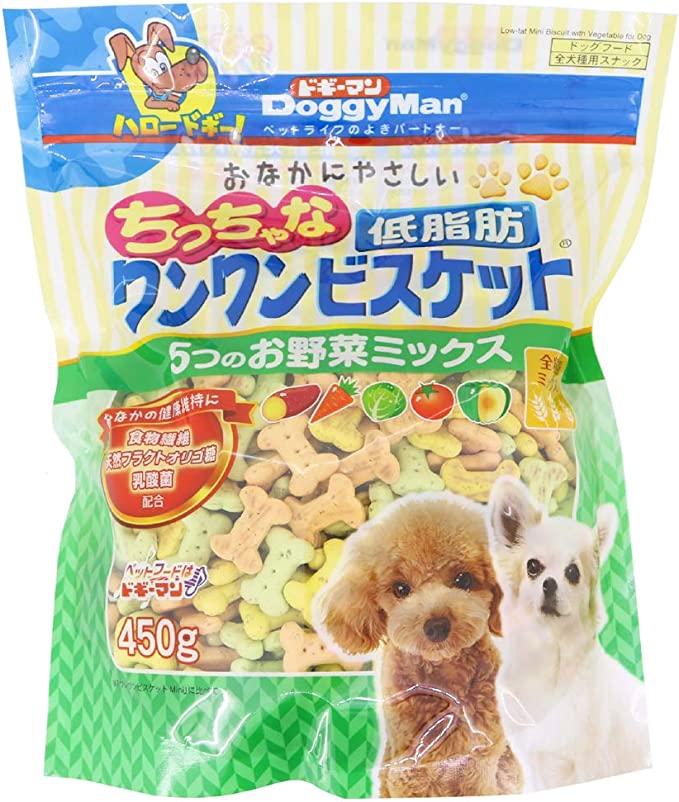 Low-fat Mini Biscuit with Vegetable for Dog
ドッグフード
全犬種用スナック
ハロードギー!
ドギーマン
DoggyMan®
ペットライフのよきパートナー
おなかにやさしい
ちっちゃな
低脂肪※
ワンワンビスケット®
5つのお野菜ミックス
おなかの健康維持に
食物繊維
天然フラクトオリゴ糖
乳酸菌
配合
ペットフードは
ドギーマン
450g